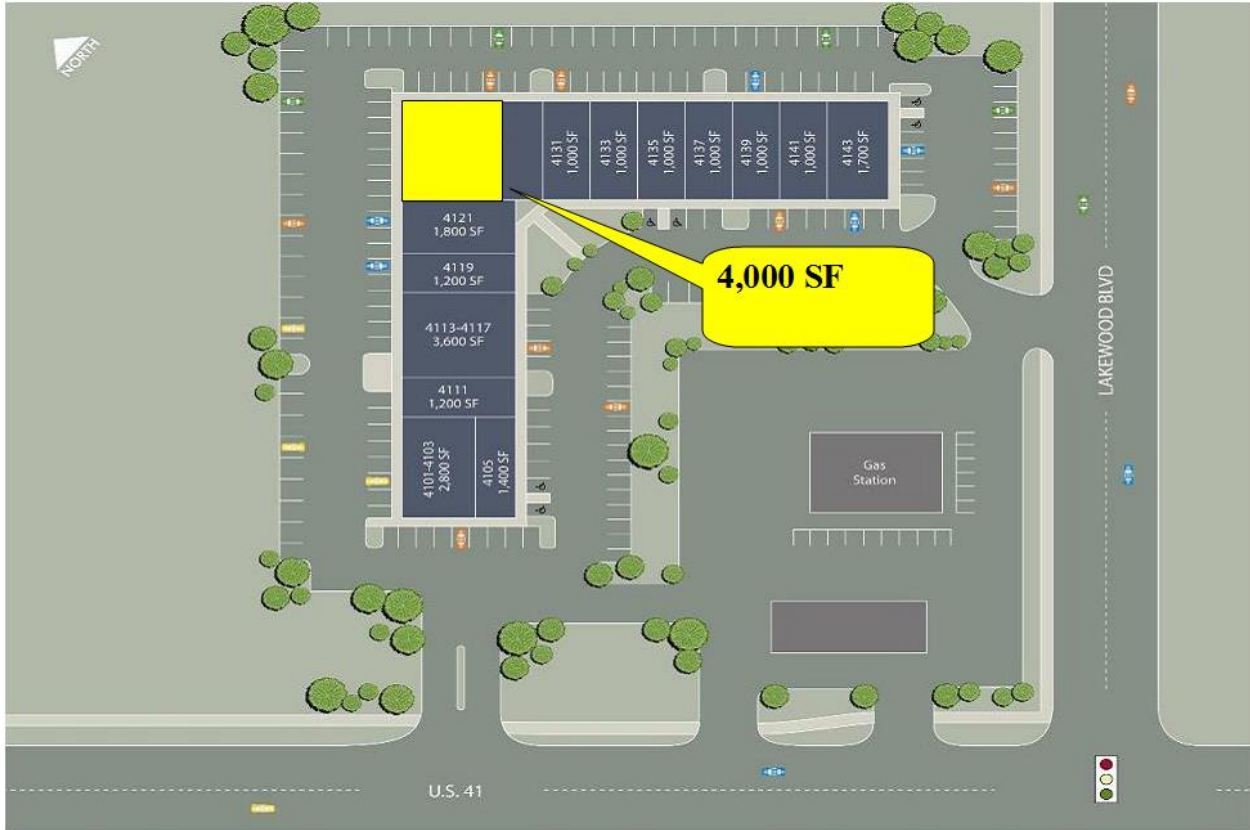 NORTH
4131
1,000 SF
4133
1,000 SF
4135
1,000 SF
4137
1,000 SF
4139
1,000 SF
4141
1,000 SF
4143
1,700 SF
4121
1,800 SF
4119
1,200 SF
4,000 SF
4113-4117
3,600 SF
4111
1,200 SF
4101-4103
2,800 SF
4105
1,400 SF
Gas
Station
LAKEWOOD BLVD
U.S. 41